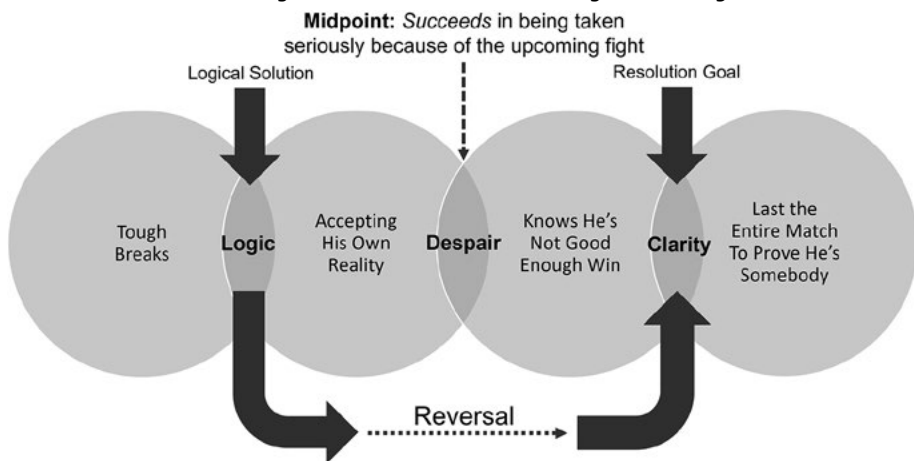 Midpoint: Succeeds in being taken
seriously because of the upcoming fight
Logical Solution
Resolution Goal
Tough
Breaks
Logic
Accepting
His Own
Reality
Despair
Knows He's
Not Good
Enough Win
Clarity
Last the
Entire Match
To Prove He's
Somebody
Reversal